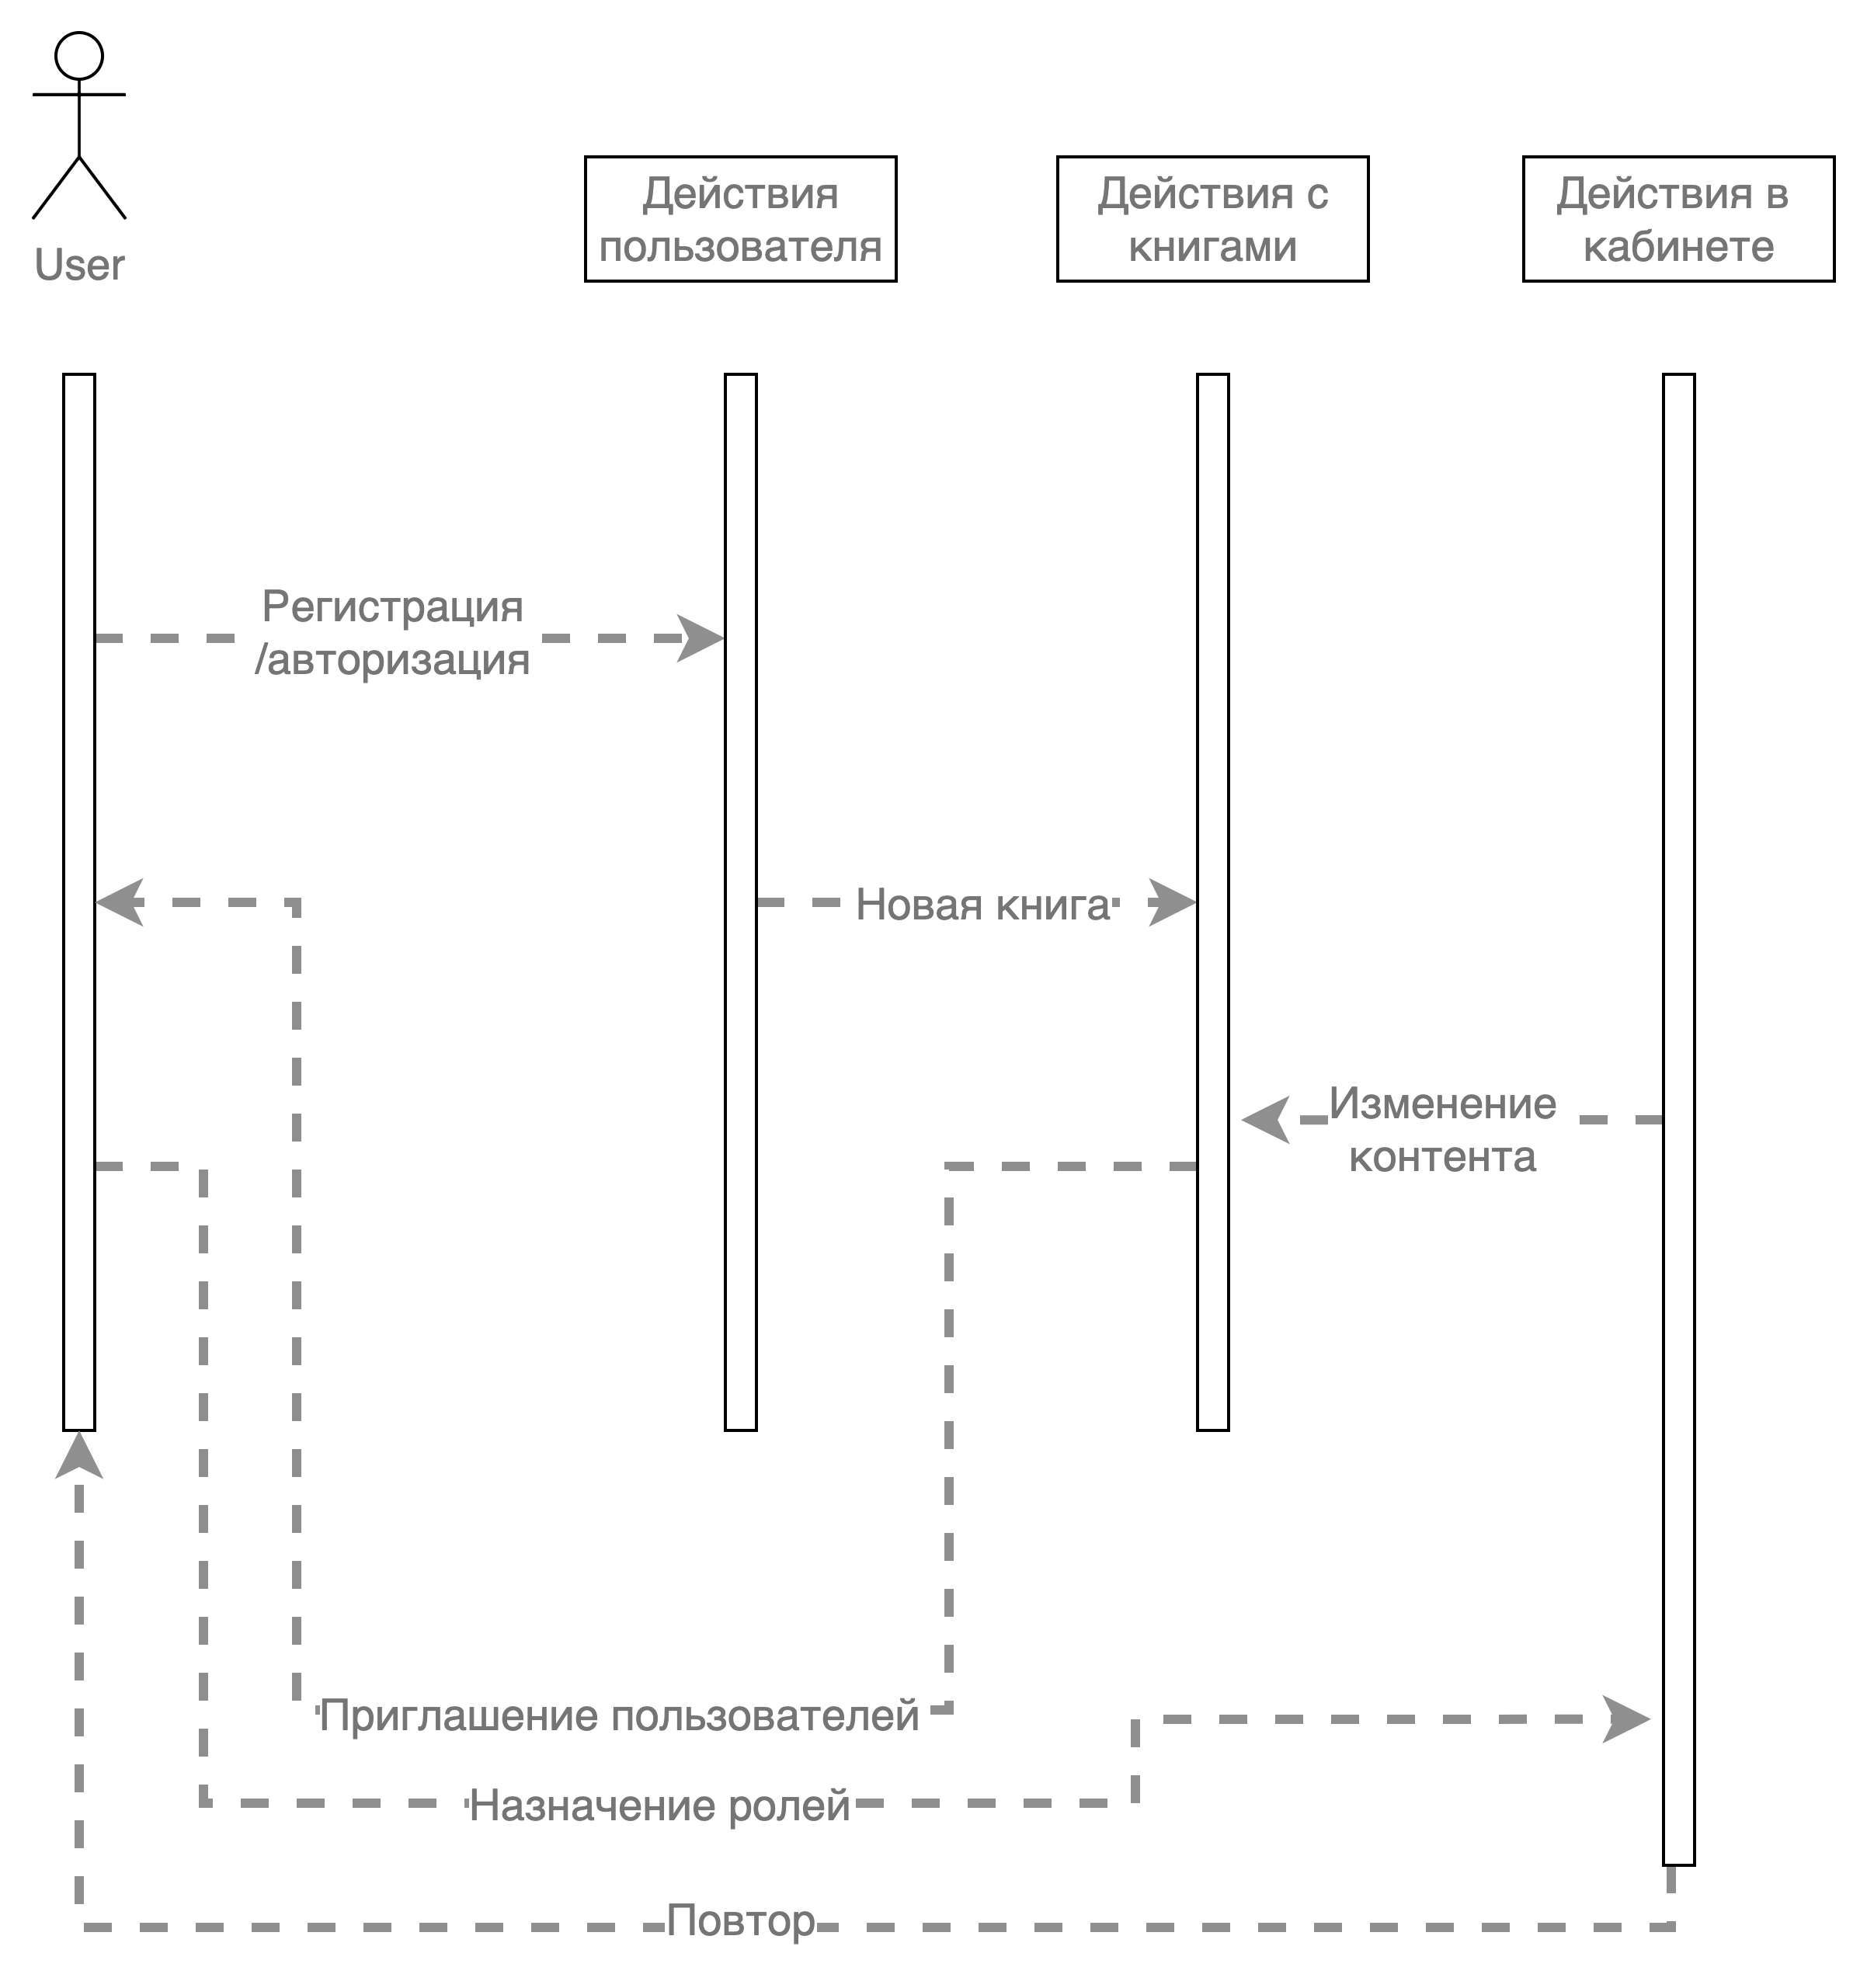 User
Действия
пользователя
Действия с
книгами
Действия в
кабинете
Регистрация
/авторизация
Новая книга
Изменение
контента
Приглашение пользователей
Назначение ролей
Повтор